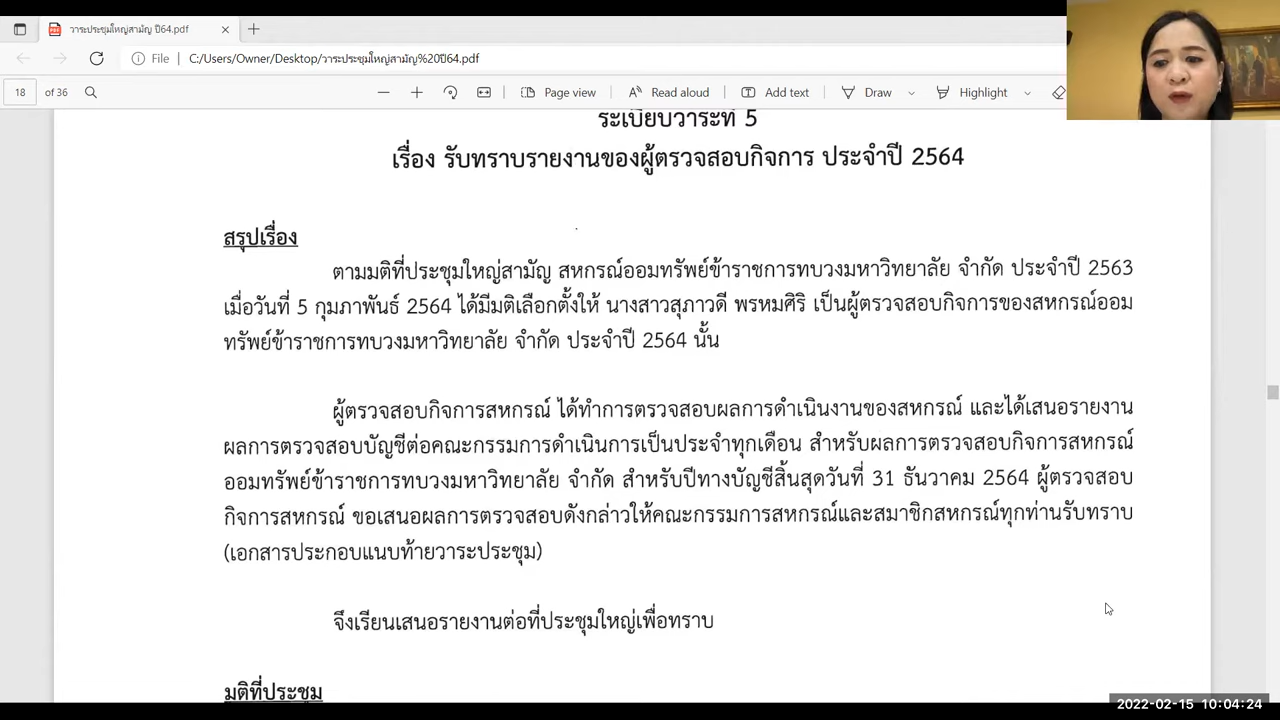 วาระประชุมใหญ่สามัญ ปี64.pdf
File C:/Users/Owner/Desktop/วาระประชุมใหญ่สามัญ%20ปี64.pdf
18 of 36 Page view Read aloud Add text Draw Highlight
ระเบียบวาระที่ 5
เรื่อง รับทราบรายงานของผู้ตรวจสอบกิจการ ประจำปี 2564
สรุปเรื่อง
ตามมติที่ประชุมใหญ่สามัญ สหกรณ์ออมทรัพย์ข้าราชการทบวงมหาวิทยาลัย จำกัด ประจำปี 2563
เมื่อวันที่ 5 กุมภาพันธ์ 2564 ได้มีมติเลือกตั้งให้ นางสาวสุภาวดี พรหมศิริ เป็นผู้ตรวจสอบกิจการของสหกรณ์ออม
ทรัพย์ข้าราชการทบวงมหาวิทยาลัย จำกัด ประจำปี 2564 นั้น
ผู้ตรวจสอบกิจการสหกรณ์ ได้ทำการตรวจสอบผลการดำเนินงานของสหกรณ์ และได้เสนอรายงาน
ผลการตรวจสอบบัญชีต่อคณะกรรมการดำเนินการเป็นประจำทุกเดือน สำหรับผลการตรวจสอบกิจการสหกรณ์
ออมทรัพย์ข้าราชการทบวงมหาวิทยาลัย จำกัด สำหรับปีทางบัญชีสิ้นสุดวันที่ 31 ธันวาคม 2564 ผู้ตรวจสอบ
กิจการสหกรณ์ ขอเสนอผลการตรวจสอบดังกล่าวให้คณะกรรมการสหกรณ์และสมาชิกสหกรณ์ทุกท่านรับทราบ
(เอกสารประกอบแนบท้ายวาระประชุม)
จึงเรียนเสนอรายงานต่อที่ประชุมใหญ่เพื่อทราบ
มติที่ประชุม
2022-02-15 10:04:24